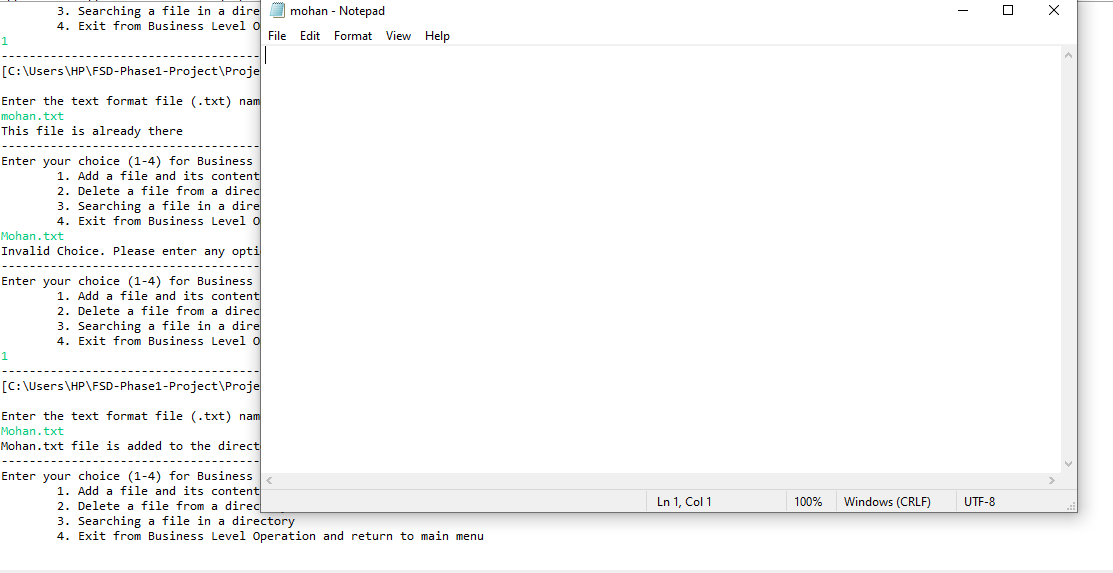 3. Searching a file in a dire
4. Exit from Business Level O
1
[C:\Users\HP\FSD-Phase1-Project\Proje
Enter the text format file (.txt) nam
mohan.txt
This file is already there
Enter your choice (1-4) for Business
1. Add a file and its content
2. Delete a file from a direc
3. Searching a file in a dire
4. Exit from Business Level O
Mohan.txt
Invalid Choice. Please enter any opti
Enter your choice (1-4) for Business
1. Add a file and its content
2. Delete a file from a direc
3. Searching a file in a dire
4. Exit from Business Level O
1
[C:\Users\HP\FSD-Phase1-Project\Proje
Enter the text format file (.txt) nam
Mohan.txt
Mohan.txt file is added to the direct
Enter your choice (1-4) for Business
1. Add a file and its content
2. Delete a file from a direc
3. Searching a file in a directory
4. Exit from Business Level Operation and return to main menu
mohan - Notepad
File Edit Format View Help
Ln 1, Col 1 100% Windows (CRLF) UTF-8